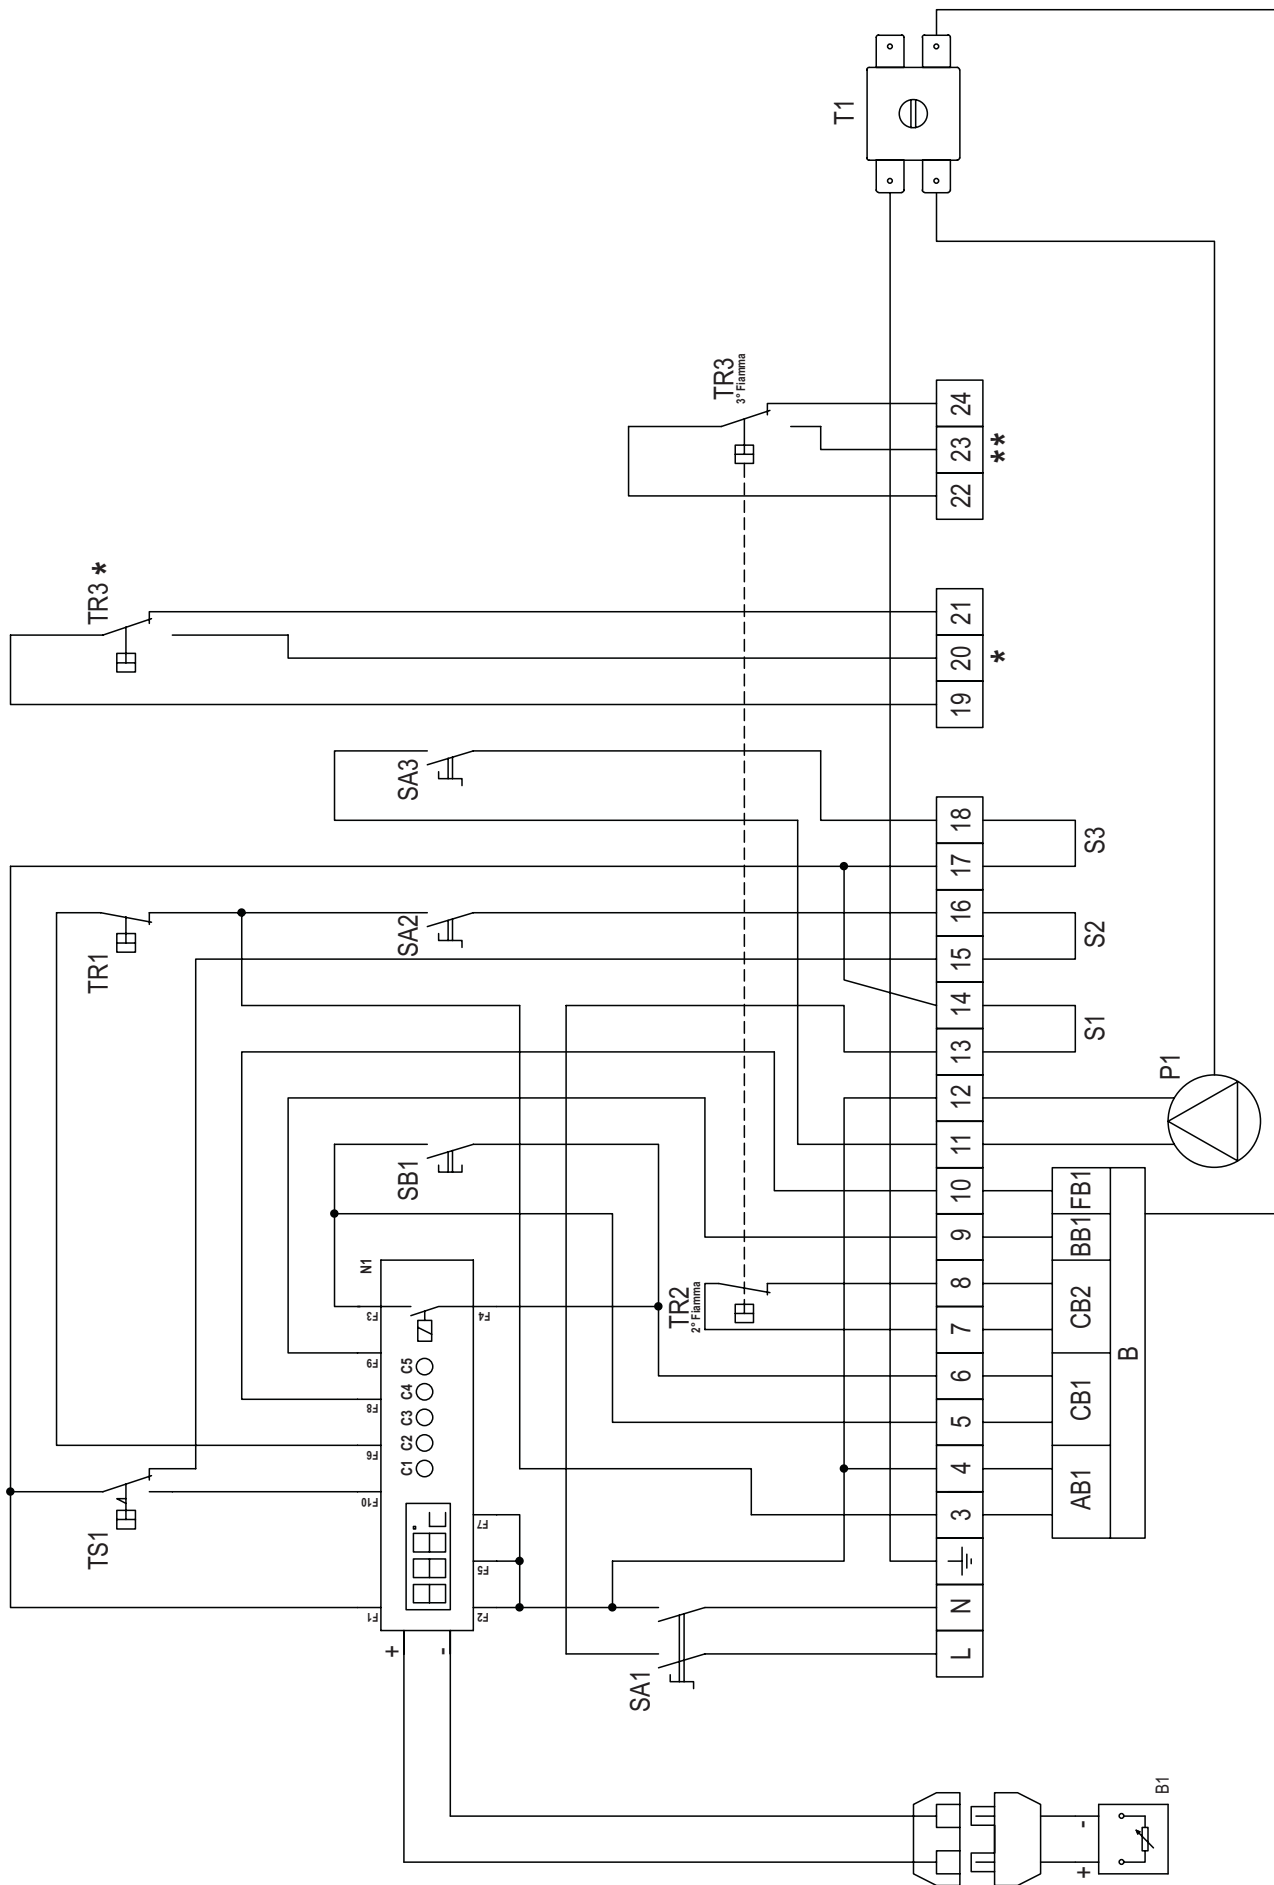 T1
TR3
3° Fiamma
TR3 *
24
23
22
**
21
20
19
*
SA3
TR1
SA2
18
17
16
15
14
13
12
11
10
9
8
7
6
5
4
3
N
L
S3
S2
S1
P1
SB1
N1
F3
F4
F9
F8
F6
F10
F1
F7
F5
F2
C5
C4
C3
C2
C1
°C
+
-
TR2
2° Fiamma
FB1
BB1
CB2
CB1
AB1
B
TS1
SA1
B1
-
+